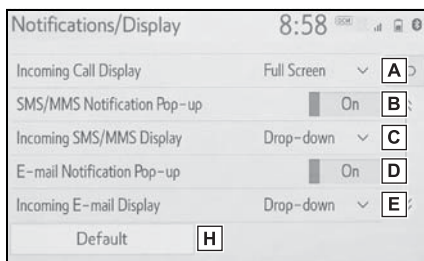 Notifications/Display 8:58 DCM
Incoming Call Display Full Screen A
SMS/MMS Notification Pop-up On B
Incoming SMS/MMS Display Drop-down C
E-mail Notification Pop-up On D
Incoming E-mail Display Drop-down E
Default H